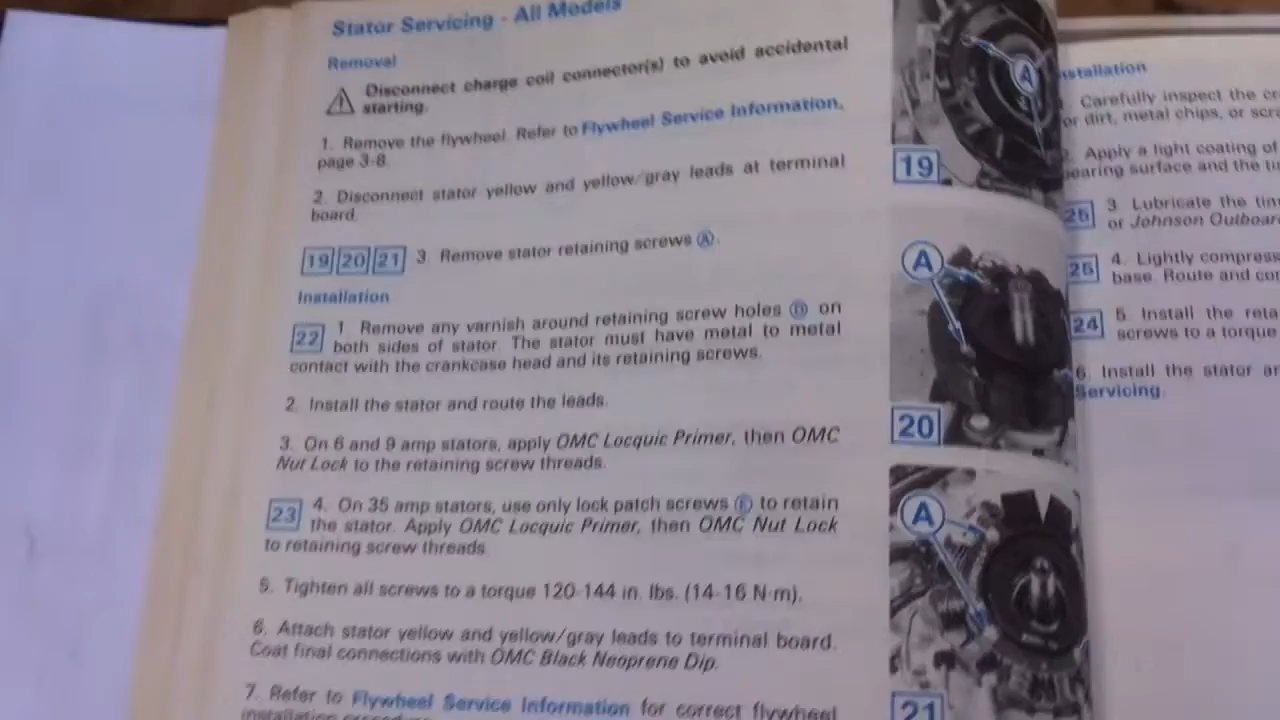 Stator Servicing - All Models
Removal
Disconnect charge coil connector(s) to avoid accidental
starting.
1. Remove the flywheel. Refer to Flywheel Service Information,
page 3-8.
2. Disconnect stator yellow and yellow/gray leads at terminal
board.
19 20 21 3. Remove stator retaining screws A.
Installation
22 1. Remove any varnish around retaining screw holes D on
both sides of stator. The stator must have metal to metal
contact with the crankcase head and its retaining screws.
2. Install the stator and route the leads.
3. On 6 and 9 amp stators, apply OMC Locquic Primer, then OMC
Nut Lock to the retaining screw threads.
23 4. On 35 amp stators, use only lock patch screws E to retain
the stator. Apply OMC Locquic Primer, then OMC Nut Lock
to retaining screw threads.
5. Tighten all screws to a torque 120-144 in. lbs. (14-16 N·m).
6. Attach stator yellow and yellow/gray leads to terminal board.
Coat final connections with OMC Black Neoprene Dip.
7. Refer to Flywheel Service Information for correct flywheel
installation
A
19
A
20
A
21
nstallation
Carefully inspect the
or dirt, metal chips, or
Apply a light coating of
earing surface and the
25 3. Lubricate the
or Johnson
25 4. Lightly
base. Route and
24 5. Install the
screws to a torque
6. Install the stator
Servicing.